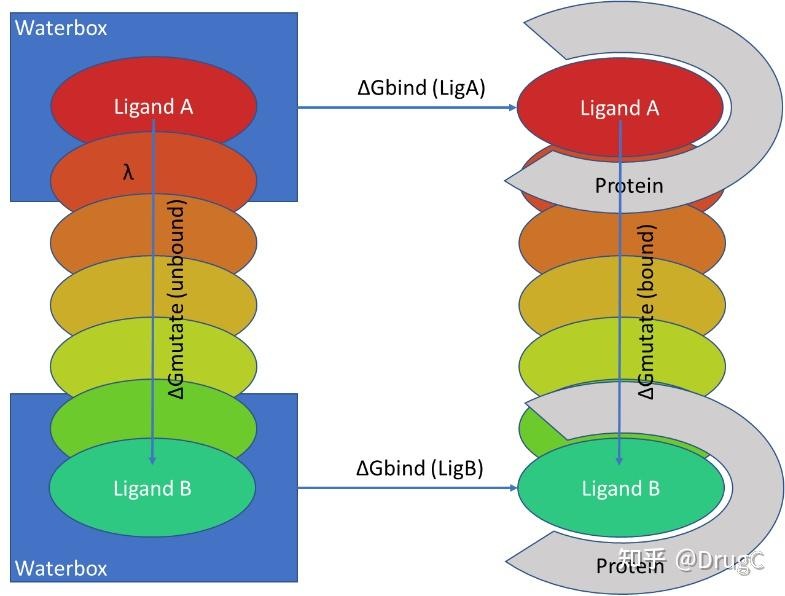 Waterbox
Ligand A
ΔGbind (LigA)
Ligand A
λ
Protein
ΔGmutate (unbound)
ΔGmutate (bound)
ΔGbind (LigB)
Ligand B
Ligand B
Waterbox
Protein
知乎 @DrugC